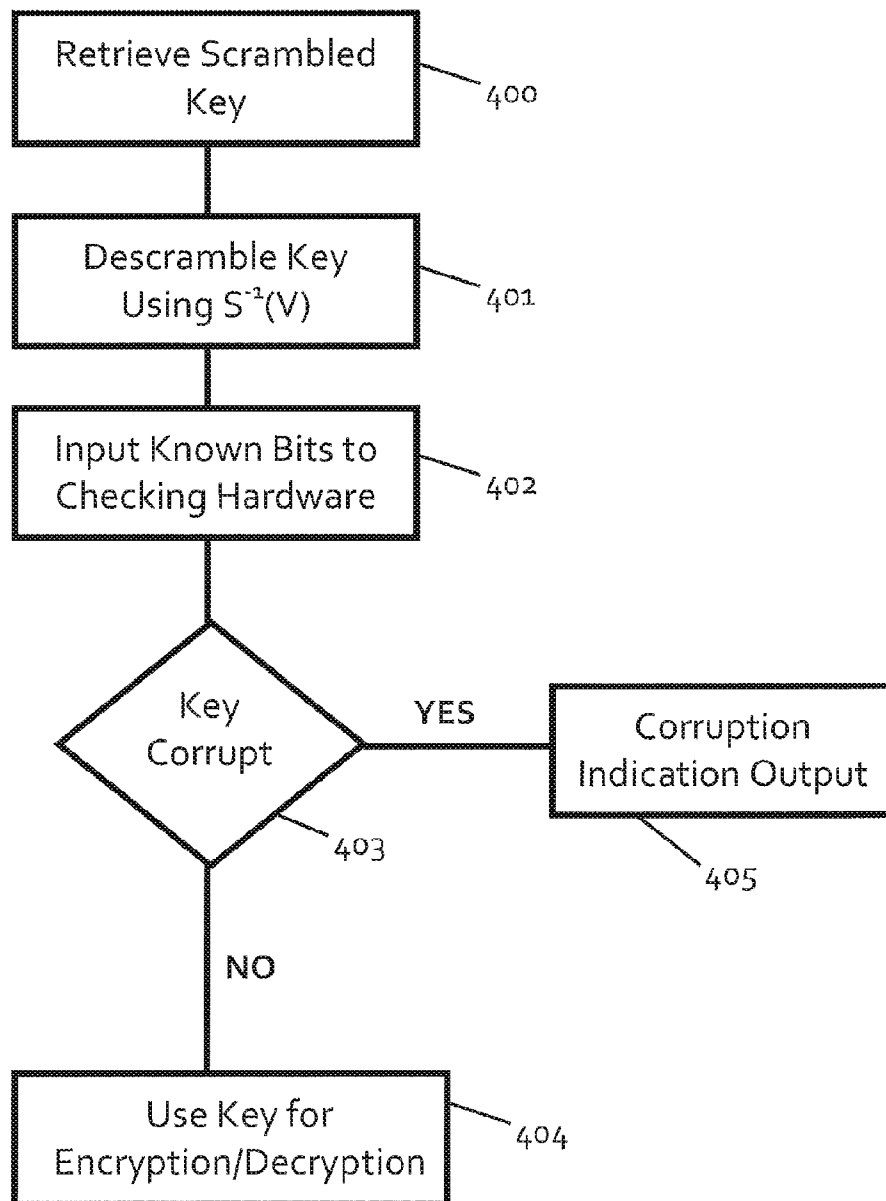 Retrieve Scrambled
Key
400
Descramble Key
Using S⁻¹(V)
401
Input Known Bits to
Checking Hardware
402
Key
Corrupt
403
YES
Corruption
Indication Output
405
NO
Use Key for
Encryption/Decryption
404